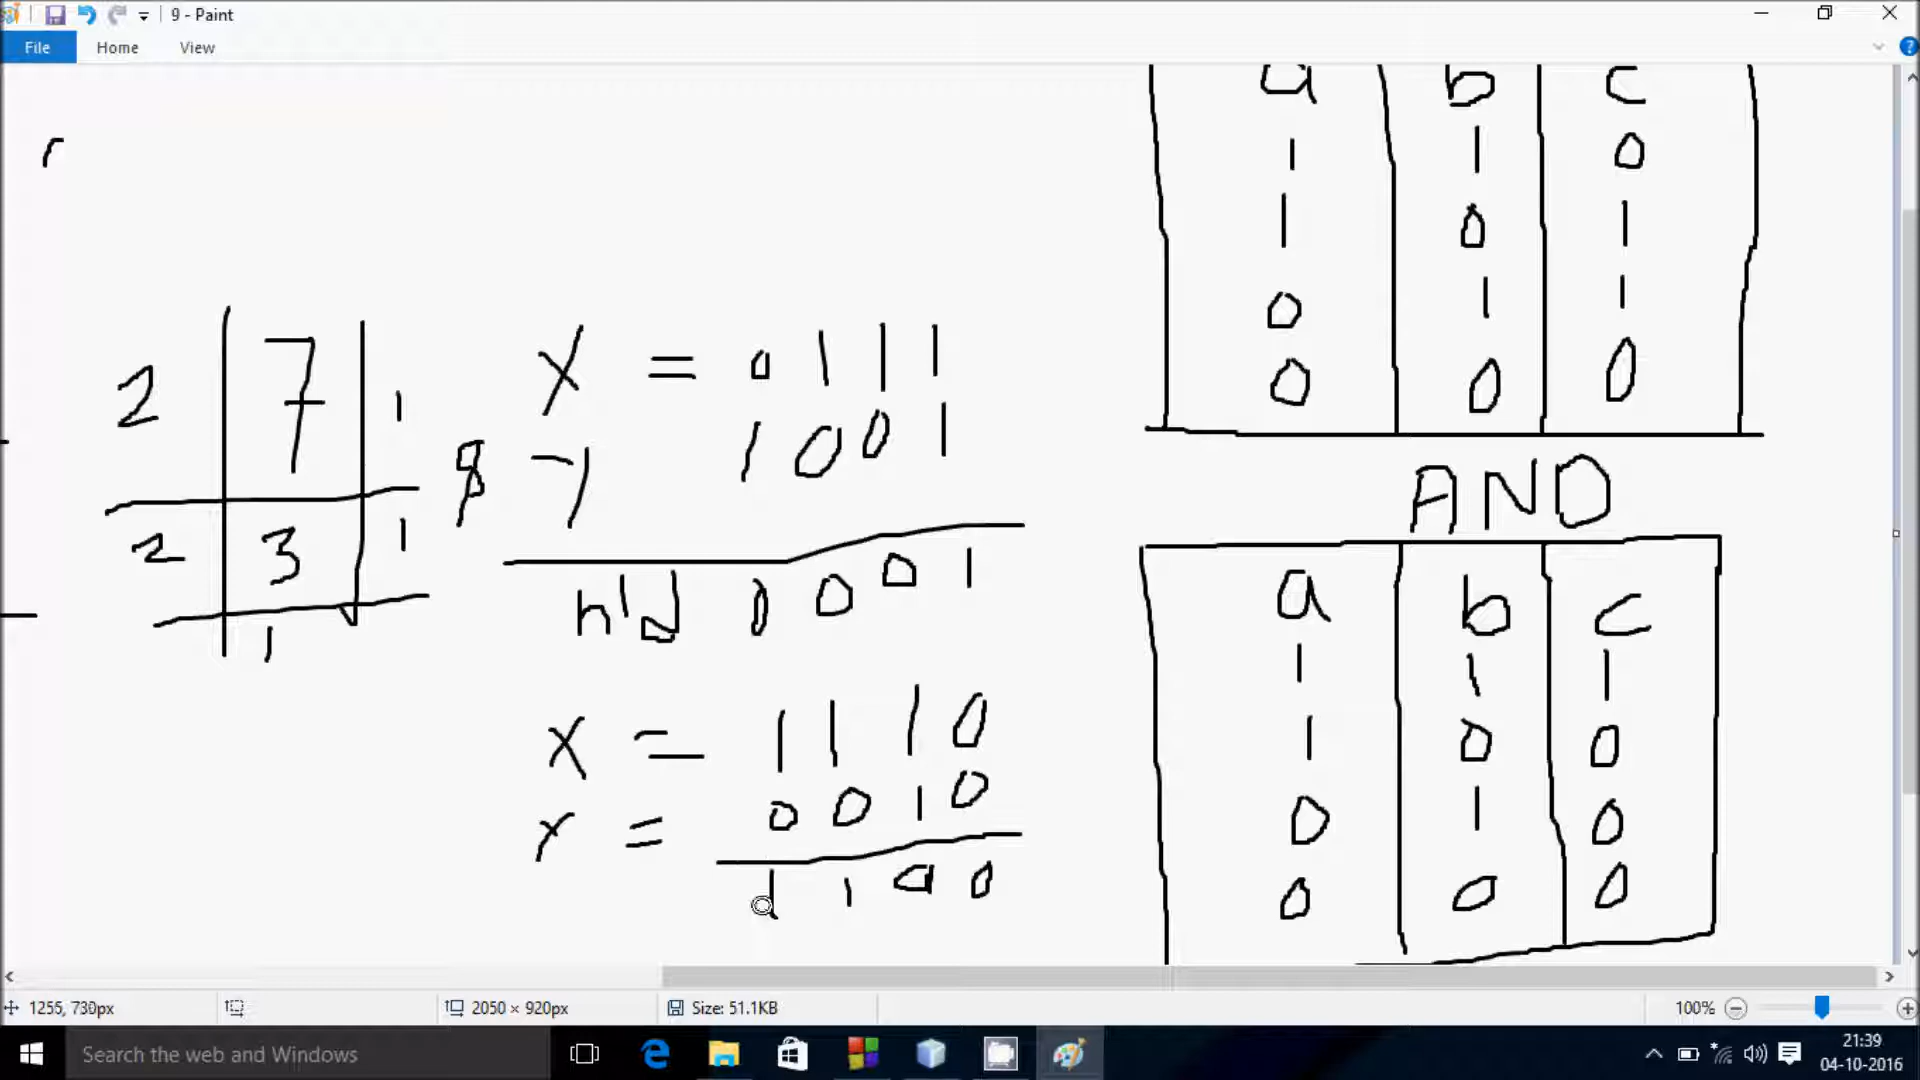 9 - Paint
File Home View
r
2 7 1
2 3 1
1
X = 0 1 1 1
& -7 1 0 0 1
0 0 0 1
x = 1 1 1 0
r = 0 0 1 0
1 1 0 0
a b c
1 1 0
1 0 1
0 1 1
0 0 0
AND
a b c
1 1 1
1 0 0
0 1 0
0 0 0
1255, 730px
2050 × 920px
Size: 51.1KB
100%
Search the web and Windows
21:39
04-10-2016